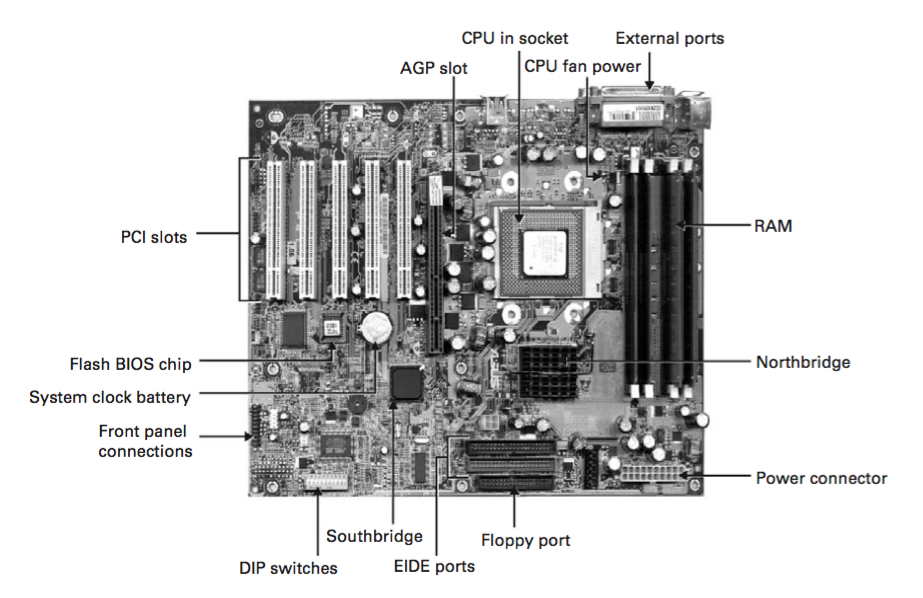 CPU in socket
External ports
AGP slot
CPU fan power
PCI slots
RAM
Flash BIOS chip
Northbridge
System clock battery
Front panel
connections
Power connector
Southbridge
Floppy port
DIP switches
EIDE ports